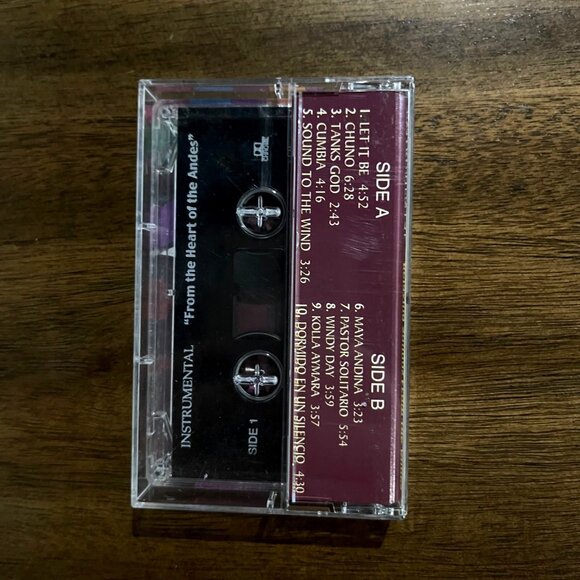 SIDE A
1. LET IT BE 4:52
2. CHUNO 6:28
3. TANKS GOD 2:43
4. CUMBIA 4:16
5. SOUND TO THE WIND 3:26
SIDE B
6. MAYA ANDINA 3:23
7. PASTOR SOLITARIO 5:54
8. WINDY DAY 3:59
9. KOLLA AYMARA 3:57
10. DORMIDO EN UN SILENCIO 4:30
INSTRUMENTAL "From the Heart of the Andes"
SIDE 1